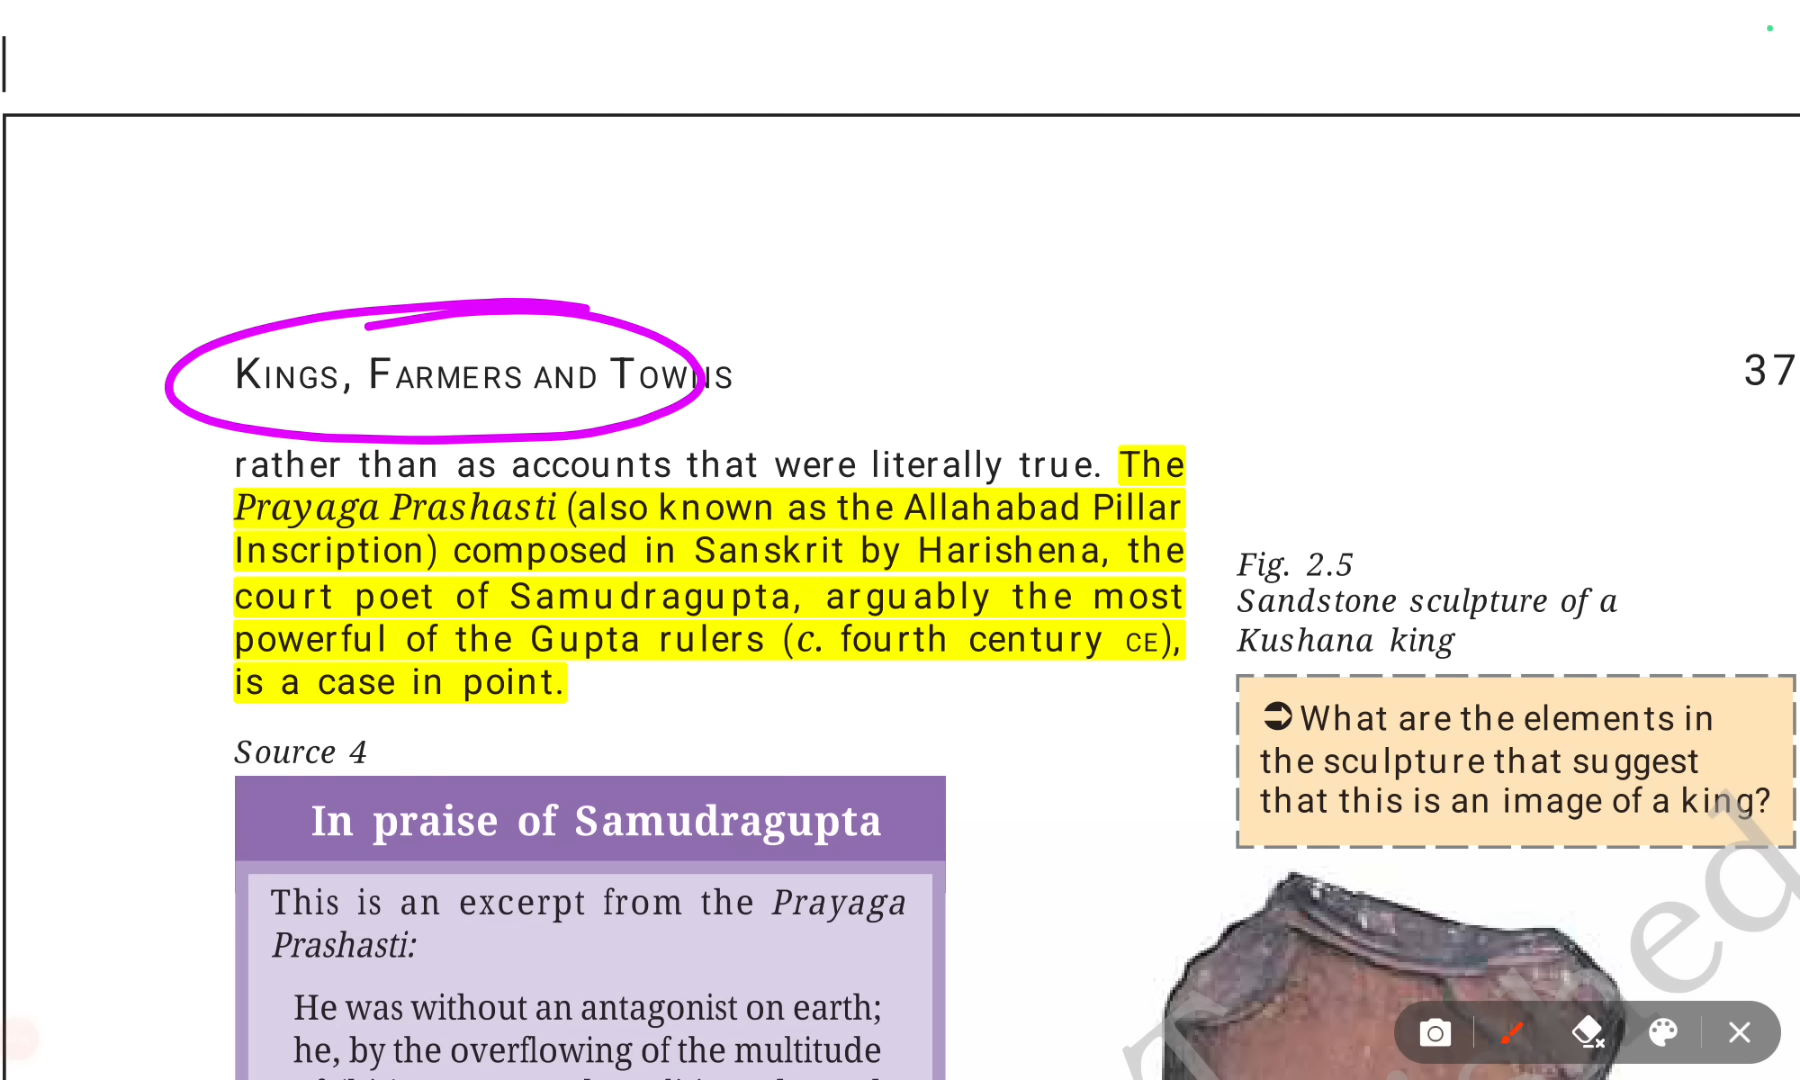 KINGS, FARMERS AND TOWNS
37
rather than as accounts that were literally true. The
Prayaga Prashasti (also known as the Allahabad Pillar
Inscription) composed in Sanskrit by Harishena, the
court poet of Samudragupta, arguably the most
powerful of the Gupta rulers (c. fourth century CE),
is a case in point.
Source 4
In praise of Samudragupta
This is an excerpt from the Prayaga
Prashasti:
He was without an antagonist on earth;
he, by the overflowing of the multitude
Fig. 2.5
Sandstone sculpture of a
Kushana king
➲ What are the elements in
the sculpture that suggest
that this is an image of a king?